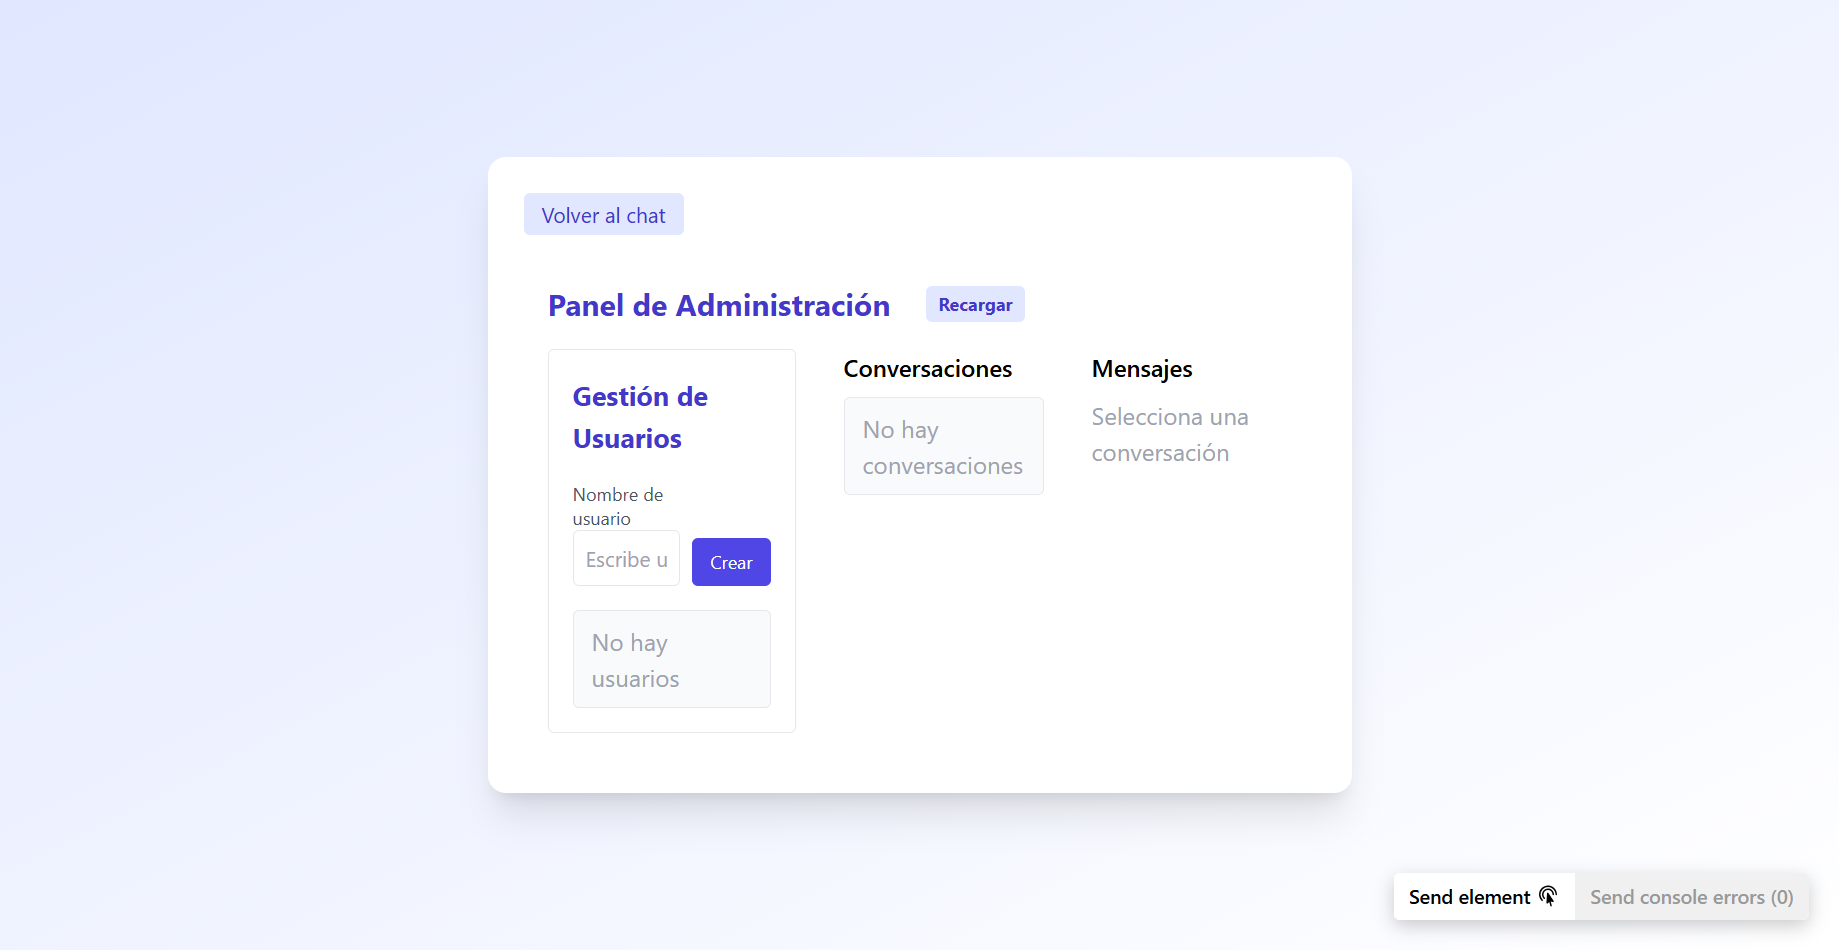 Volver al chat
Panel de Administración
Recargar
Gestión de
Usuarios
Nombre de
usuario
Escribe u
Crear
No hay
usuarios
Conversaciones
No hay
conversaciones
Mensajes
Selecciona una
conversación
Send element
Send console errors (0)